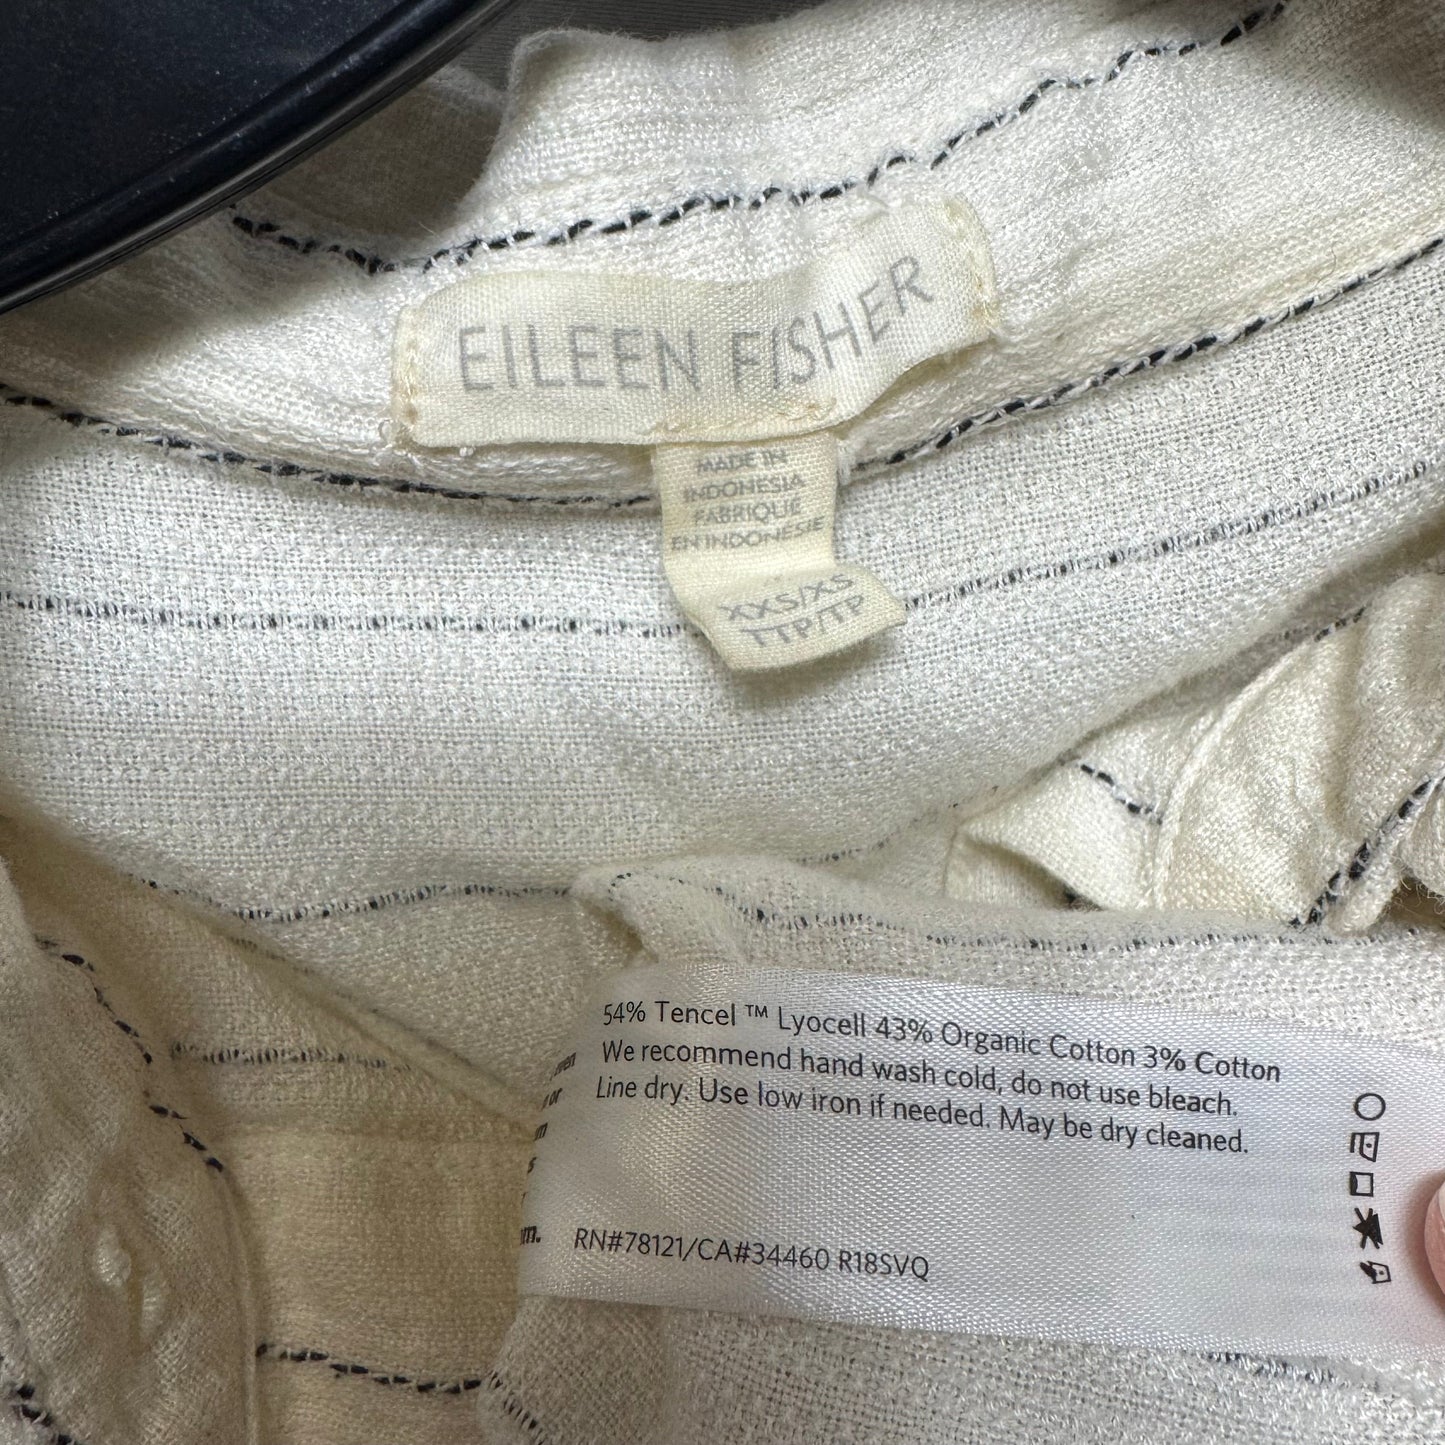 EILEEN FISHER
MADE IN
INDONESIA
FABRIQUÉ
EN INDONÉSIE
XXS/XS
TTP/TP
54% Tencel ™ Lyocell 43% Organic Cotton 3% Cotton
We recommend hand wash cold, do not use bleach.
Line dry. Use low iron if needed. May be dry cleaned.
RN#78121/CA#34460 R18SVQ